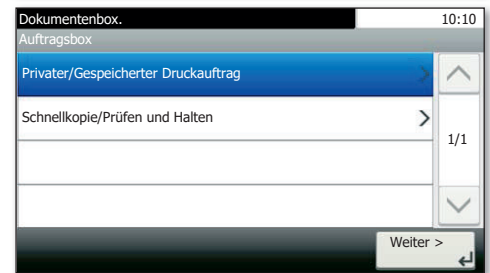 Dokumentenbox. 10:10
Auftragsbox
Privater/Gespeicherter Druckauftrag
Schnellkopie/Prüfen und Halten
1/1
Weiter >